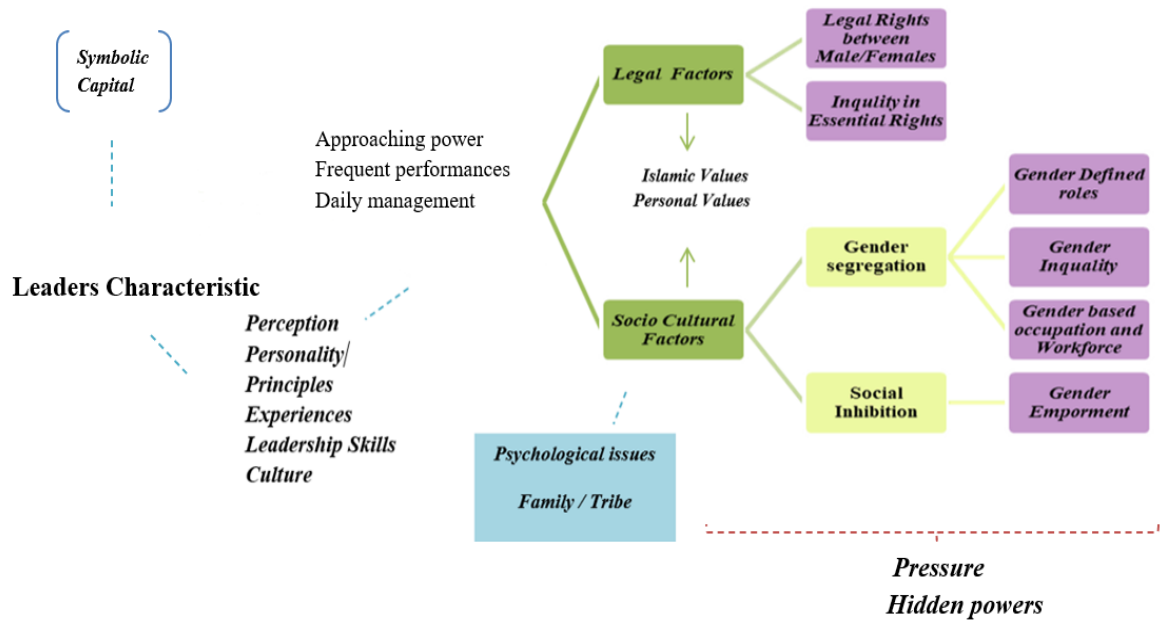 Symbolic
Capital
Leaders Characteristic
Perception
Personality/
Principles
Experiences
Leadership Skills
Culture
Approaching power
Frequent performances
Daily management
Legal Factors
Legal Rights
between
Male/Females
Inqulity in
Essential Rights
Islamic Values
Personal Values
Socio Cultural
Factors
Gender
segregation
Gender Defined
roles
Gender
Inquality
Gender based
occupation and
Workforce
Social
Inhibition
Gender
Emporment
Psychological issues
Family / Tribe
Pressure
Hidden powers